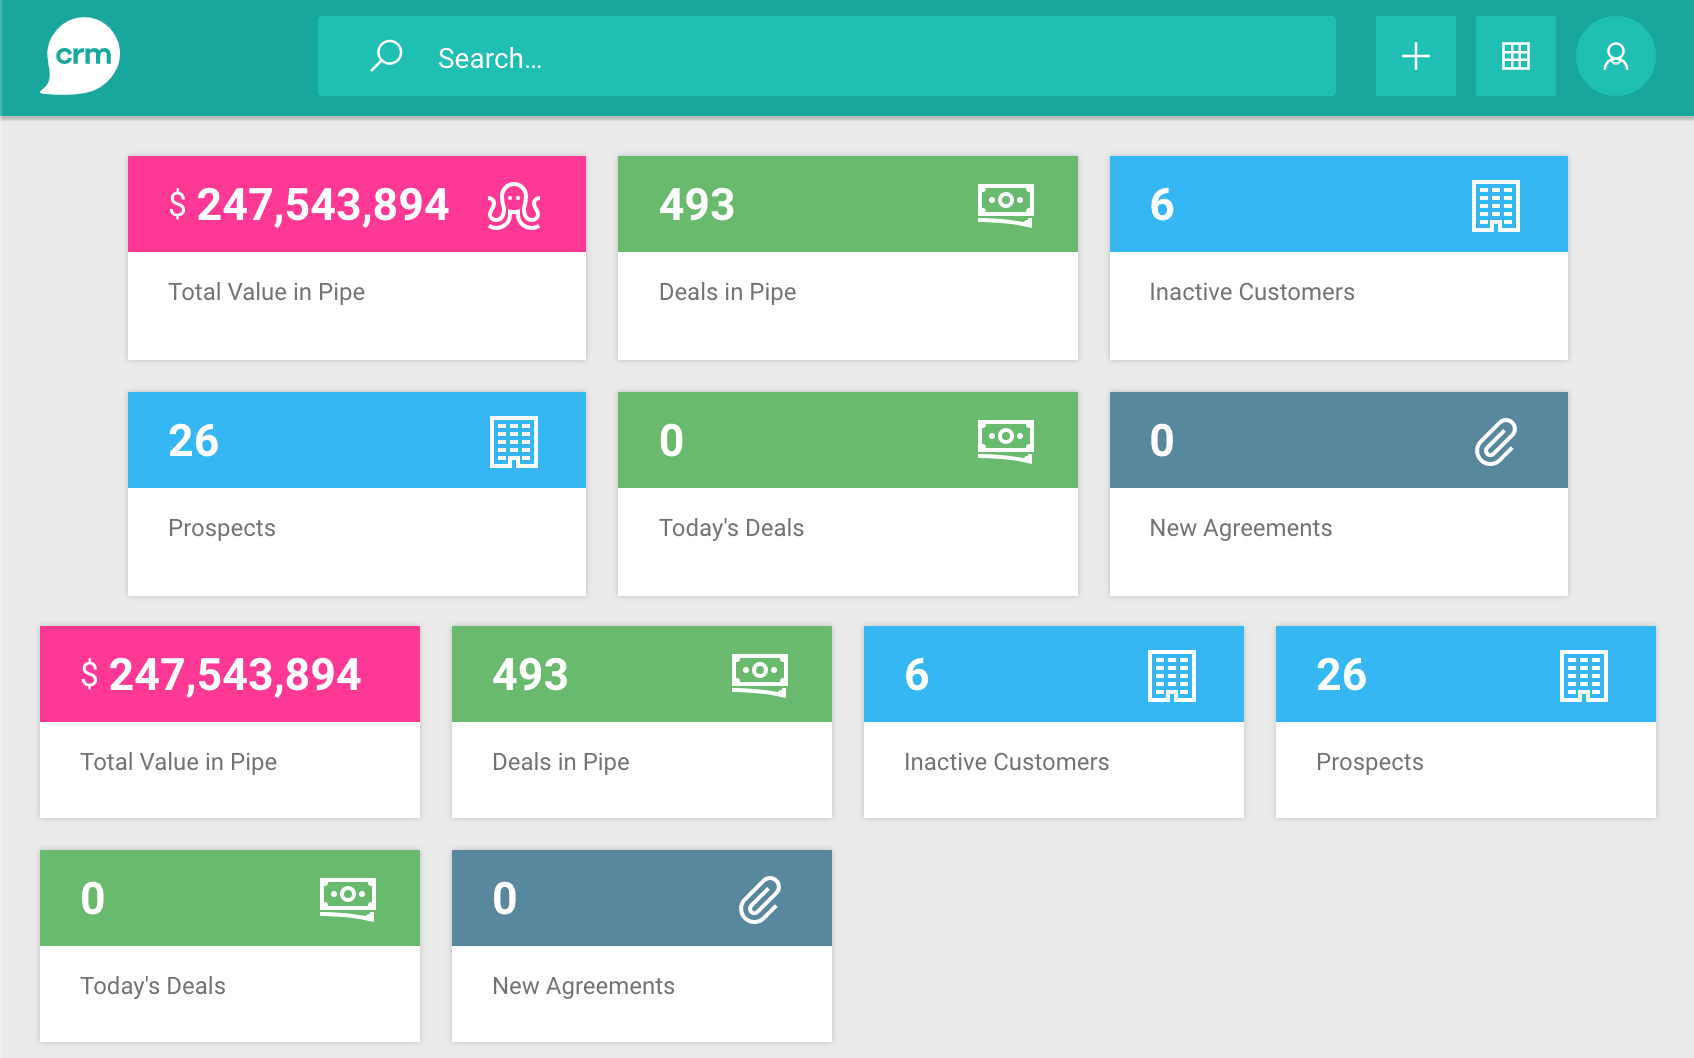 crm
Search...
$ 247,543,894
Total Value in Pipe
493
Deals in Pipe
6
Inactive Customers
26
Prospects
0
Today's Deals
0
New Agreements
$ 247,543,894
Total Value in Pipe
493
Deals in Pipe
6
Inactive Customers
26
Prospects
0
Today's Deals
0
New Agreements